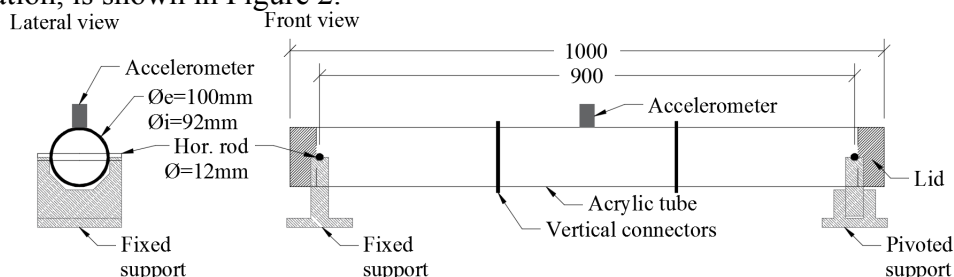 ation, is shown in Figure 2.
Lateral view
Front view
1000
900
Accelerometer
Øe=100mm
Øi=92mm
Hor. rod
Ø=12mm
Fixed
support
Accelerometer
Lid
Acrylic tube
Vertical connectors
Fixed
support
Pivoted
support